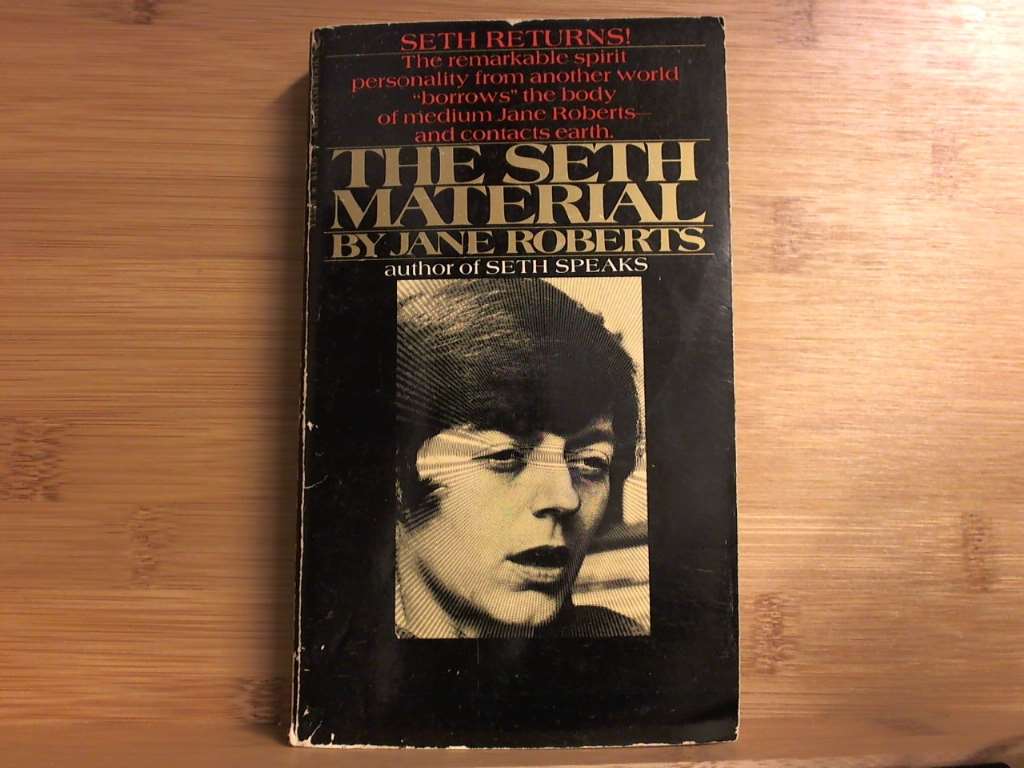 SETH RETURNS!
The remarkable spirit
personality from another world
"borrows" the body
of medium Jane Roberts—
and contacts earth.
THE SETH
MATERIAL
BY JANE ROBERTS
author of SETH SPEAKS